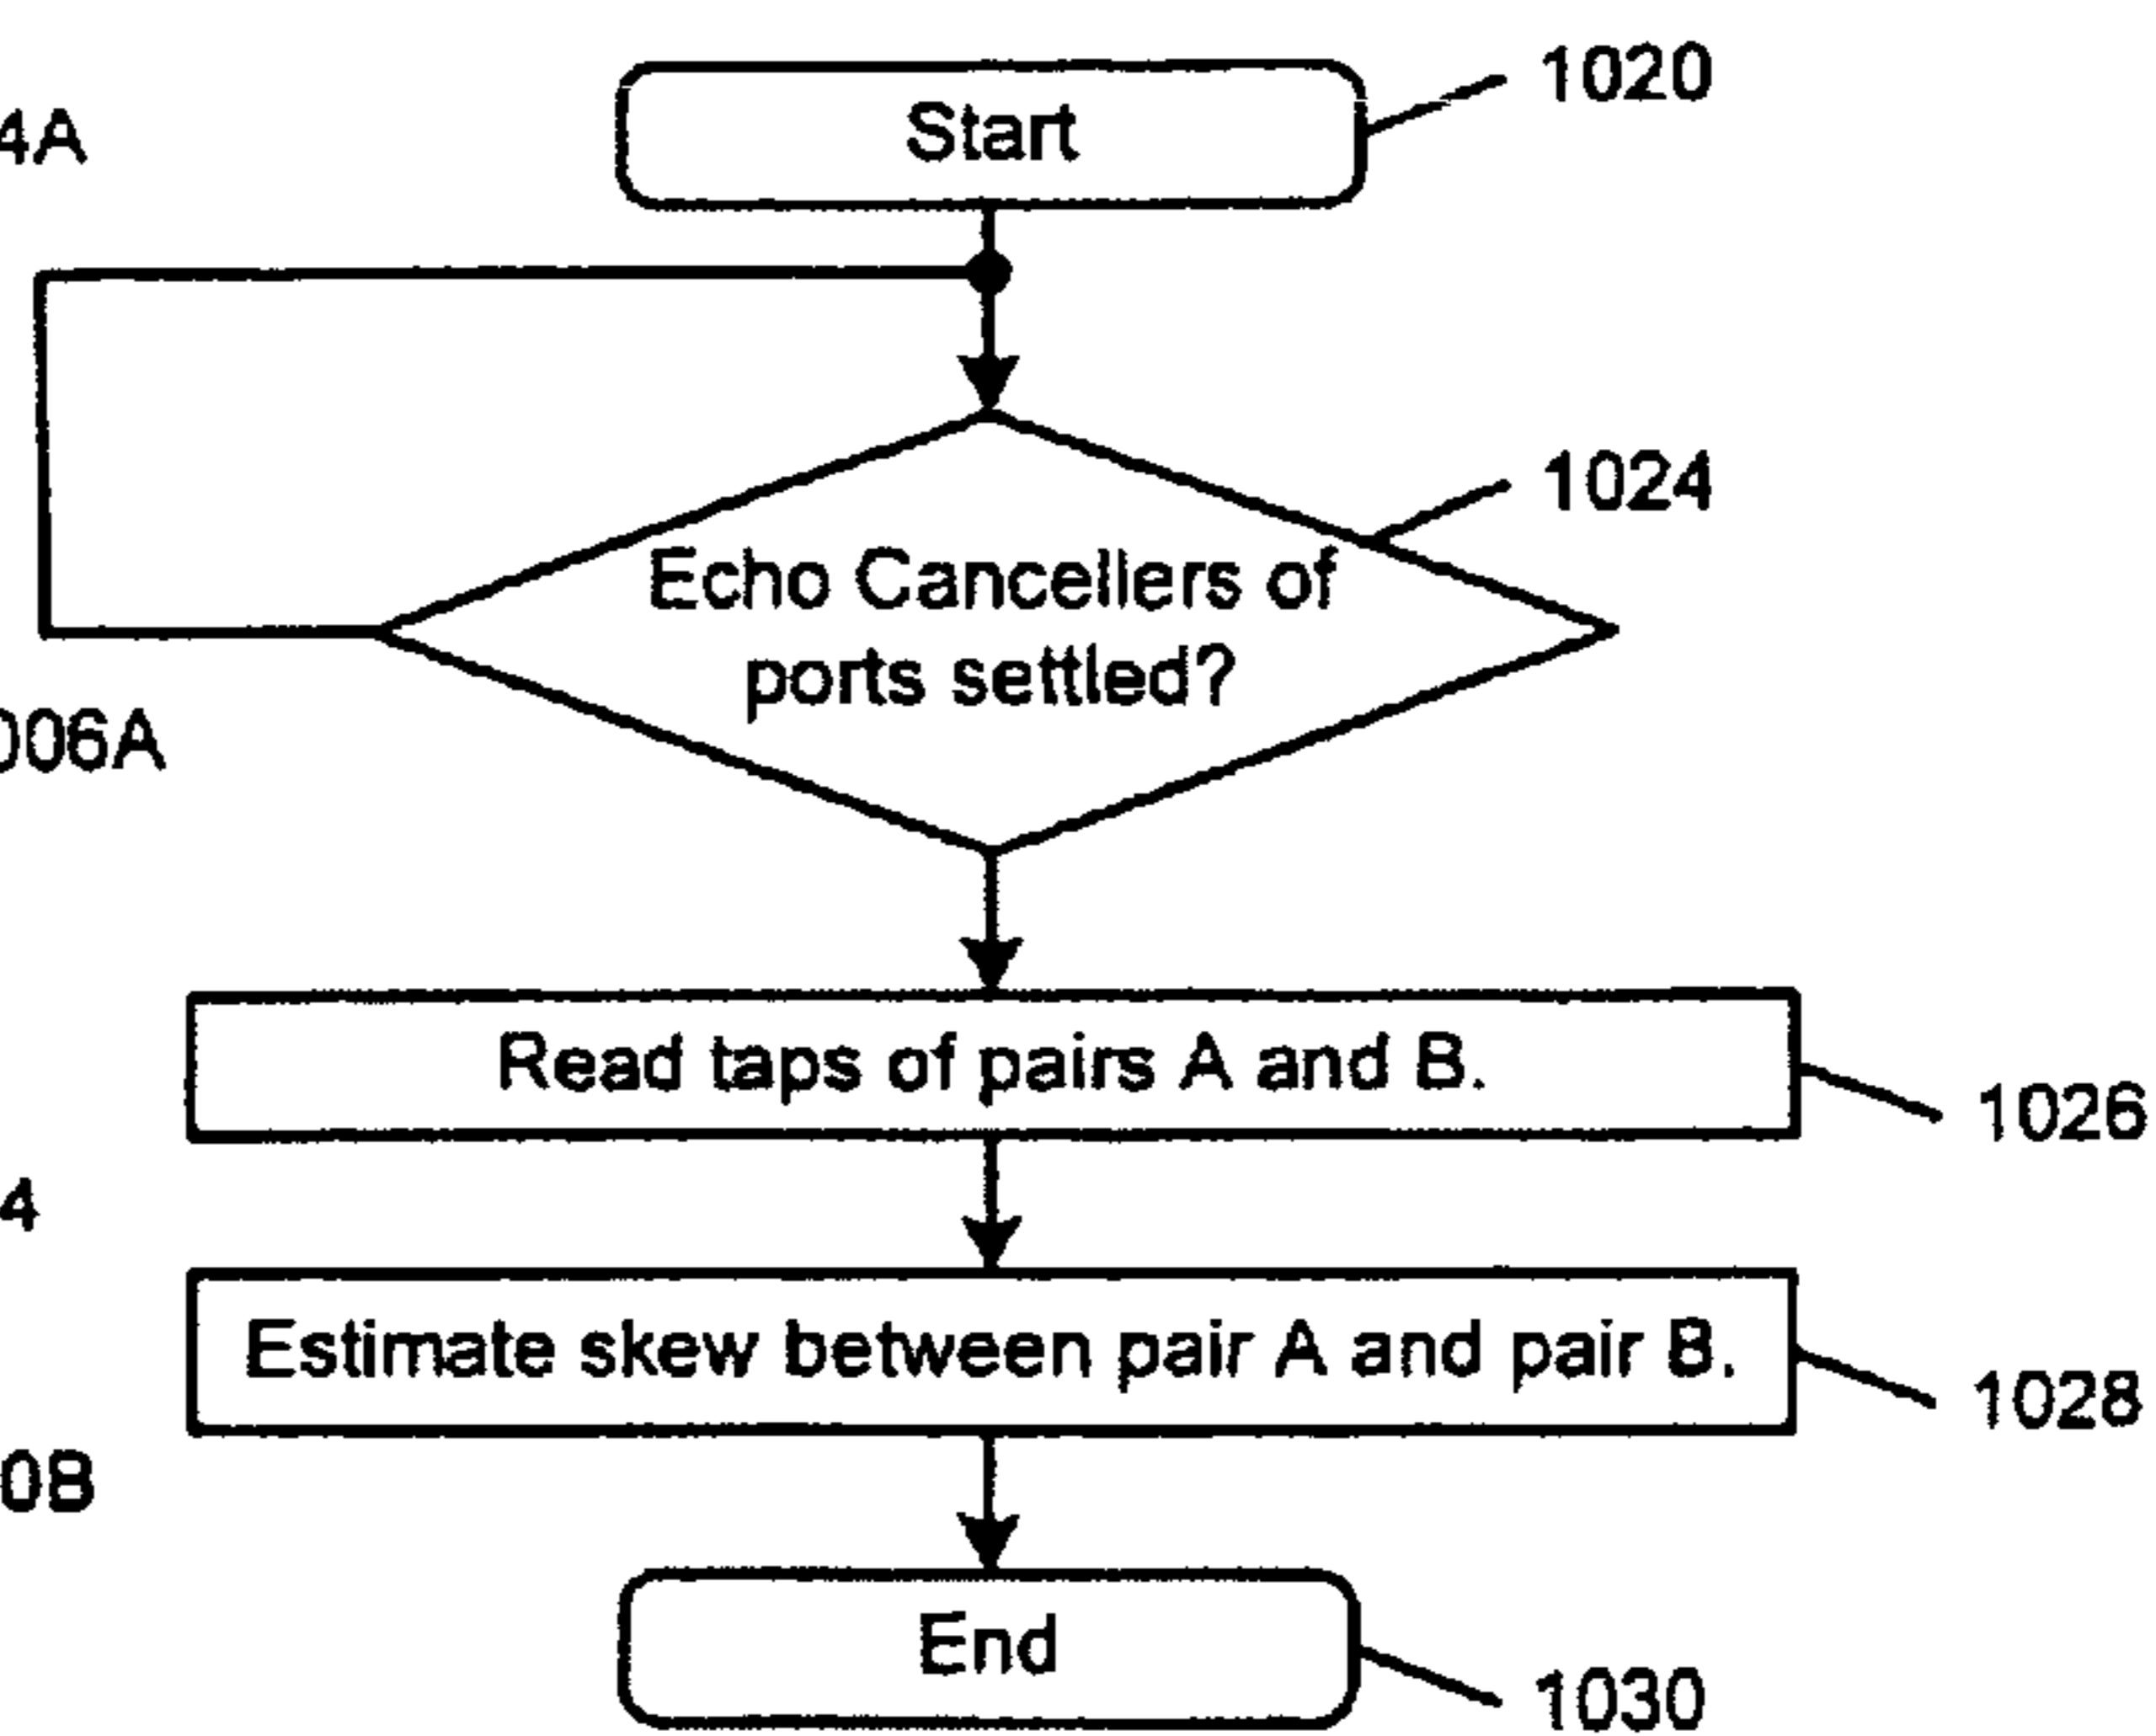 1020
Start
4A
1024
Echo Cancellers of
ports settled?
006A
Read taps of pairs A and B.
1026
4
Estimate skew between pair A and pair B.
1028
08
End
1030